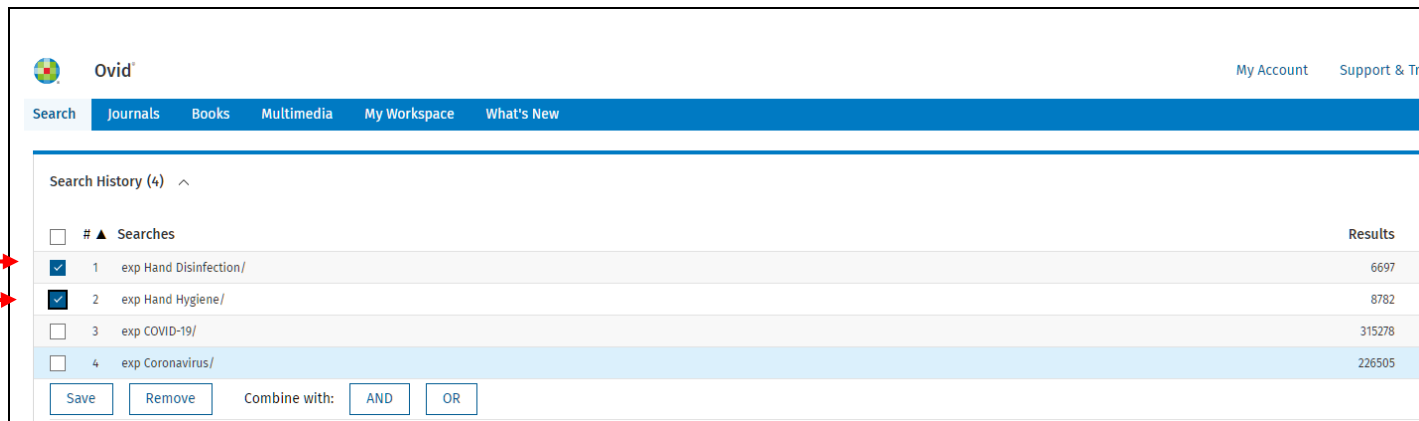 Ovid®
My Account Support & Tr
Search Journals Books Multimedia My Workspace What's New
Search History (4)
# ▲ Searches Results
1 exp Hand Disinfection/ 6697
2 exp Hand Hygiene/ 8782
3 exp COVID-19/ 315278
4 exp Coronavirus/ 226505
Save Remove Combine with: AND OR